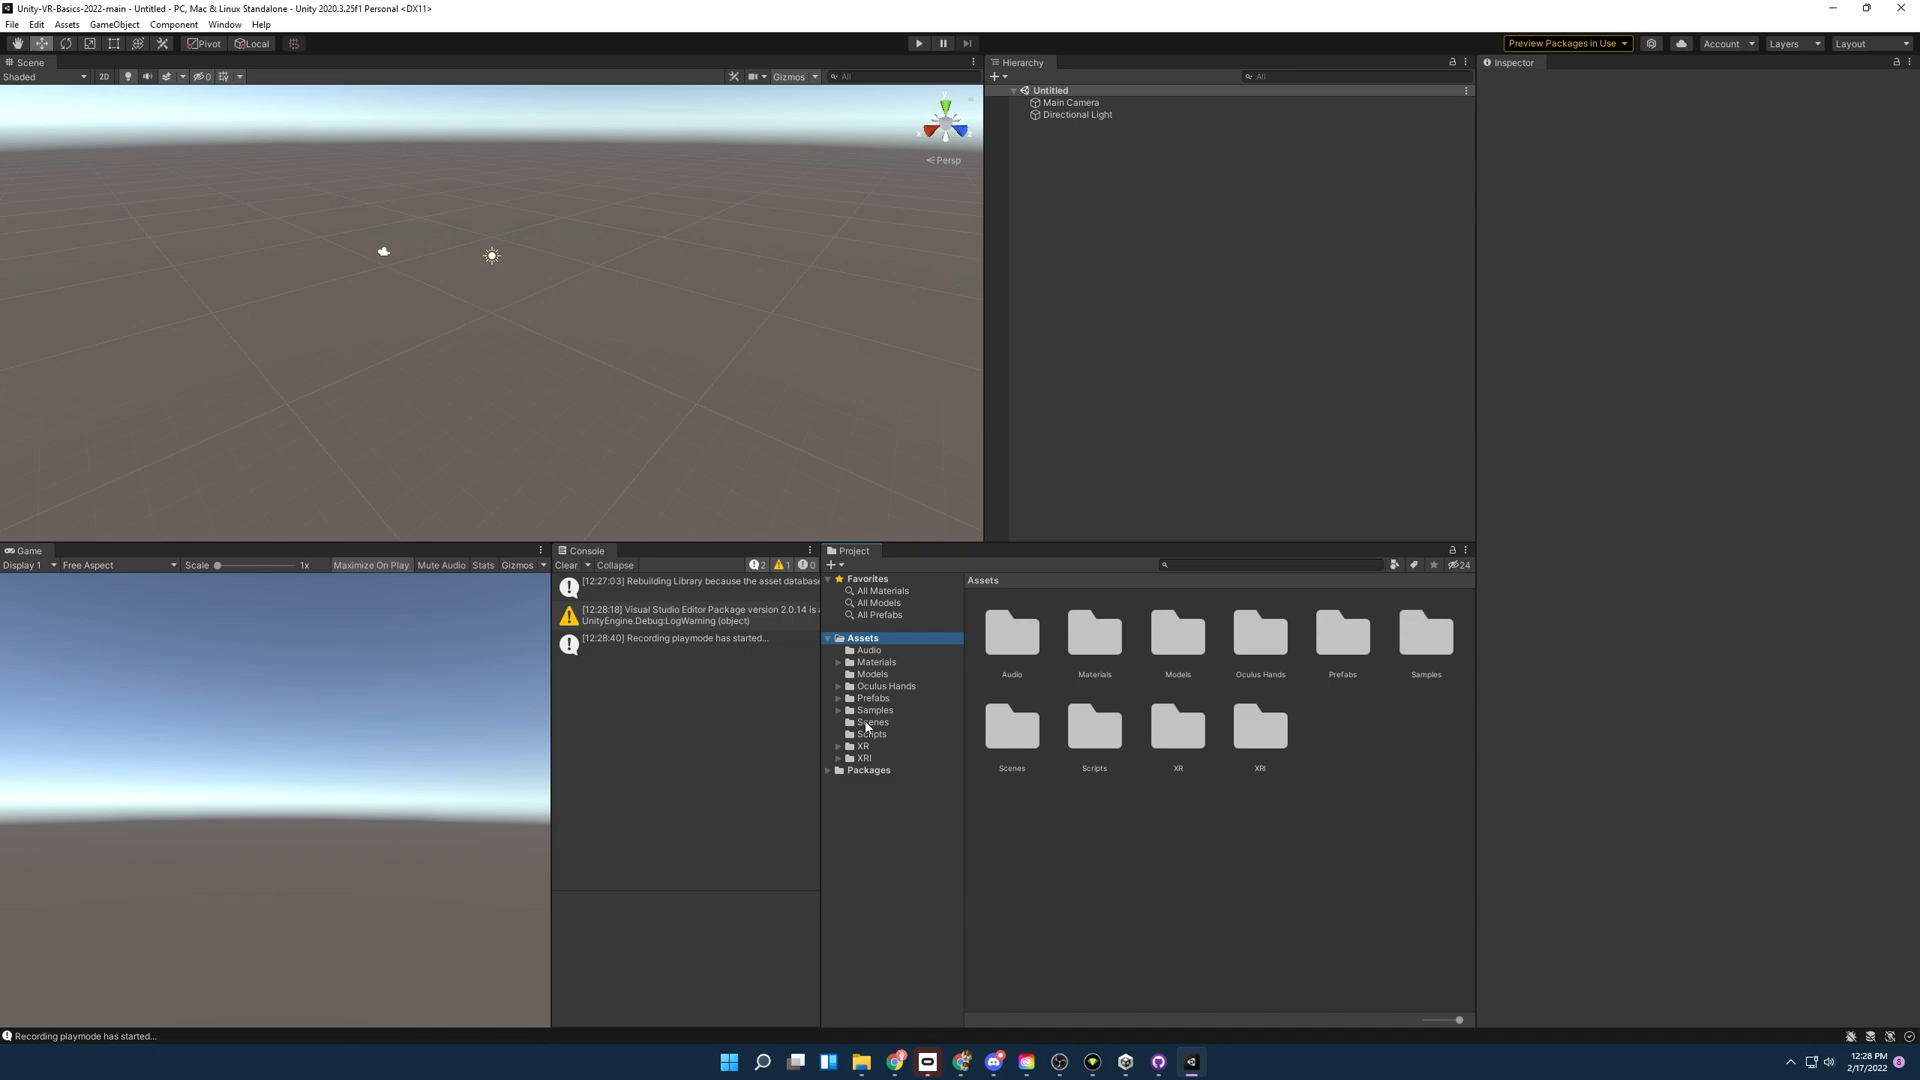 Unity-VR-Basics-2022-main - Untitled - PC, Mac & Linux Standalone - Unity 2020.3.25f1 Personal <DX11>
File Edit Assets GameObject Component Window Help
Pivot Local Preview Packages in Use Account Layers Layout
Scene
Shaded 2D 0 Gizmos All
y
x z
Persp
Hierarchy
All
Untitled
Main Camera
Directional Light
Inspector
Game
Display 1 Free Aspect Scale 1x Maximize On Play Mute Audio Stats Gizmos
Console
Clear Collapse 2 1 0
[12:27:03] Rebuilding Library because the asset database
[12:28:18] Visual Studio Editor Package version 2.0.14 is
UnityEngine.Debug:LogWarning (object)
[12:28:40] Recording playmode has started...
Project
24
Favorites
All Materials
All Models
All Prefabs
Assets
Audio
Materials
Models
Oculus Hands
Prefabs
Samples
Scenes
Scripts
XR
XRI
Packages
Assets
Audio Materials Models Oculus Hands Prefabs Samples
Scenes Scripts XR XRI
Recording playmode has started...
12:28 PM
2/17/2022
8